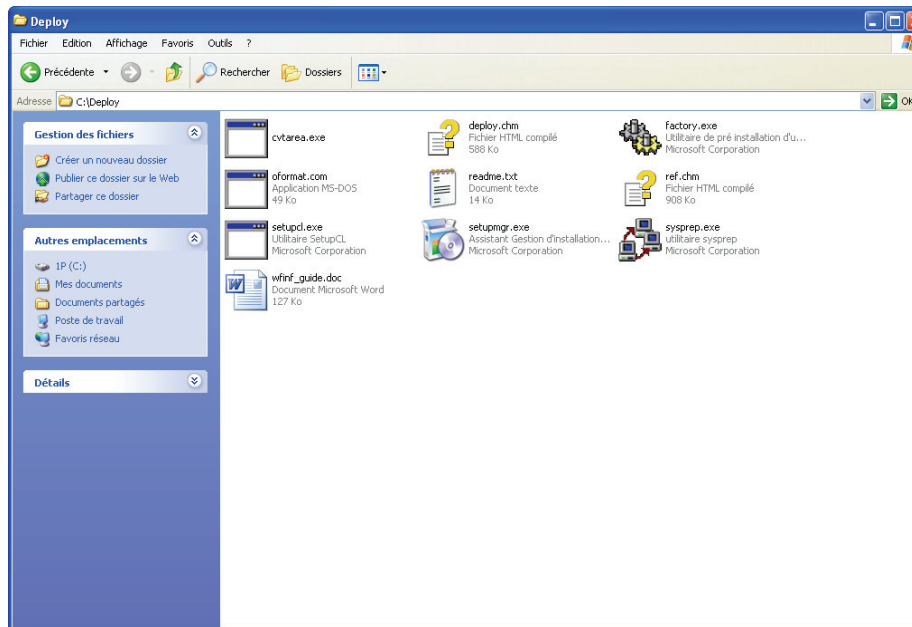 Deploy
Fichier Edition Affichage Favoris Outils ?
Précédente Rechercher Dossiers
Adresse C:\Deploy OK
Gestion des fichiers
Créer un nouveau dossier
Publier ce dossier sur le Web
Partager ce dossier
Autres emplacements
1P (C:)
Mes documents
Documents partagés
Poste de travail
Favoris réseau
Détails
cvtarea.exe
deploy.chm
Fichier HTML compilé
588 Ko
factory.exe
Utilitaire de pré installation d'u...
Microsoft Corporation
oformat.com
Application MS-DOS
49 Ko
readme.txt
Document texte
14 Ko
ref.chm
Fichier HTML compilé
908 Ko
setupcl.exe
Utilitaire SetupCL
Microsoft Corporation
setupmgr.exe
Assistant Gestion d'installation...
Microsoft Corporation
sysprep.exe
utilitaire sysprep
Microsoft Corporation
wfinf_guide.doc
Document Microsoft Word
127 Ko